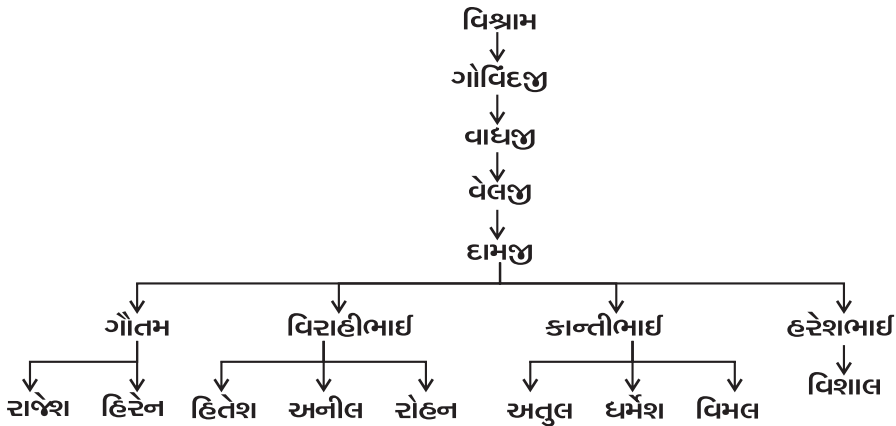 વિશ્રામ
ગોવિંદજી
વાઘજી
વેલજી
દામજી
ગૌતમ વિરાહીભાઈ કાન્તીભાઈ હરેશભાઈ
રાજેશ હિરેન હિતેશ અનીલ રોહન અતુલ ધર્મેશ વિમલ વિશાલ